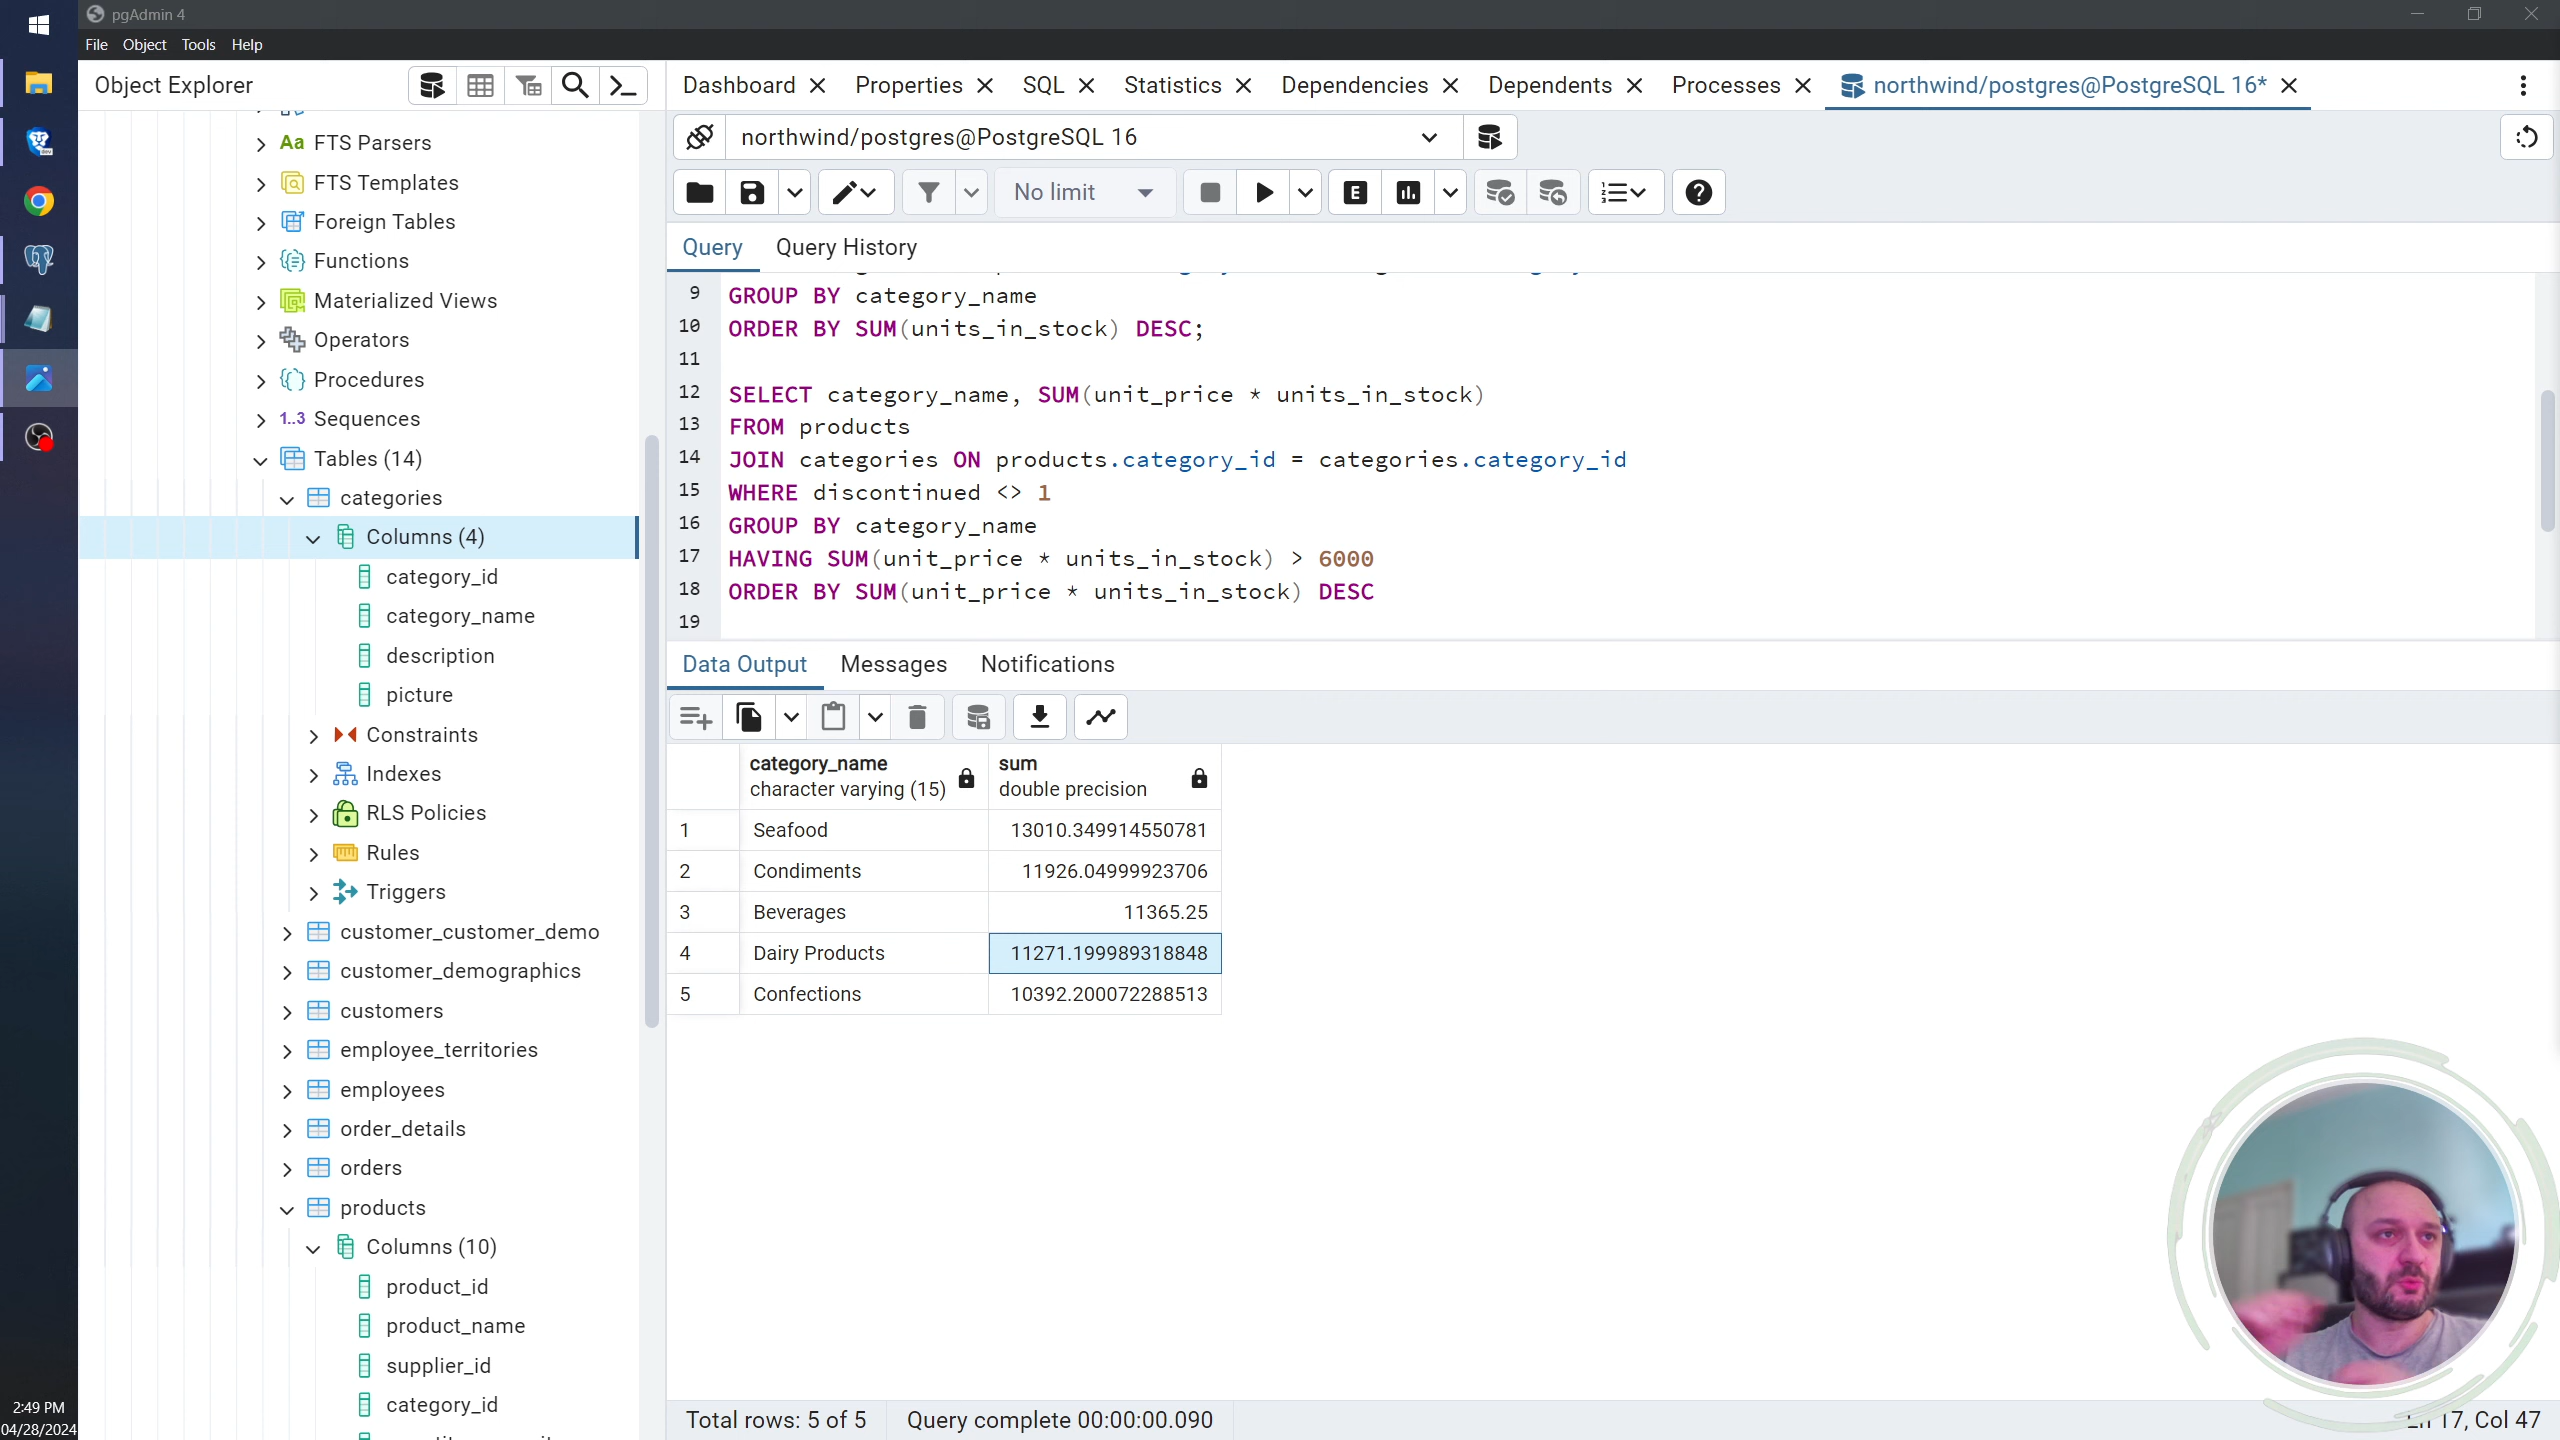 pgAdmin 4
File Object Tools Help
Object Explorer
Dashboard Properties SQL Statistics Dependencies Dependents Processes northwind/postgres@PostgreSQL 16*
northwind/postgres@PostgreSQL 16
No limit
E
Query Query History
Aa FTS Parsers
FTS Templates
Foreign Tables
Functions
Materialized Views
Operators
Procedures
1..3 Sequences
Tables (14)
categories
Columns (4)
category_id
category_name
description
picture
Constraints
Indexes
RLS Policies
Rules
Triggers
customer_customer_demo
customer_demographics
customers
employee_territories
employees
order_details
orders
products
Columns (10)
product_id
product_name
supplier_id
category_id
9 GROUP BY category_name
10 ORDER BY SUM(units_in_stock) DESC;
11
12 SELECT category_name, SUM(unit_price * units_in_stock)
13 FROM products
14 JOIN categories ON products.category_id = categories.category_id
15 WHERE discontinued <> 1
16 GROUP BY category_name
17 HAVING SUM(unit_price * units_in_stock) > 6000
18 ORDER BY SUM(unit_price * units_in_stock) DESC
19
Data Output Messages Notifications
category_name sum
character varying (15) double precision
1 Seafood 13010.349914550781
2 Condiments 11926.04999923706
3 Beverages 11365.25
4 Dairy Products 11271.199989318848
5 Confections 10392.200072288513
Total rows: 5 of 5 Query complete 00:00:00.090 Ln 17, Col 47
2:49 PM
04/28/2024